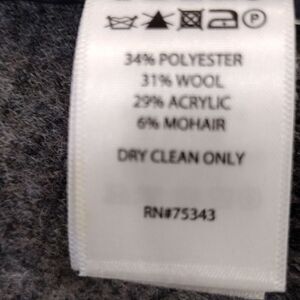 34% POLYESTER
31% WOOL
29% ACRYLIC
6% MOHAIR
DRY CLEAN ONLY
RN#75343